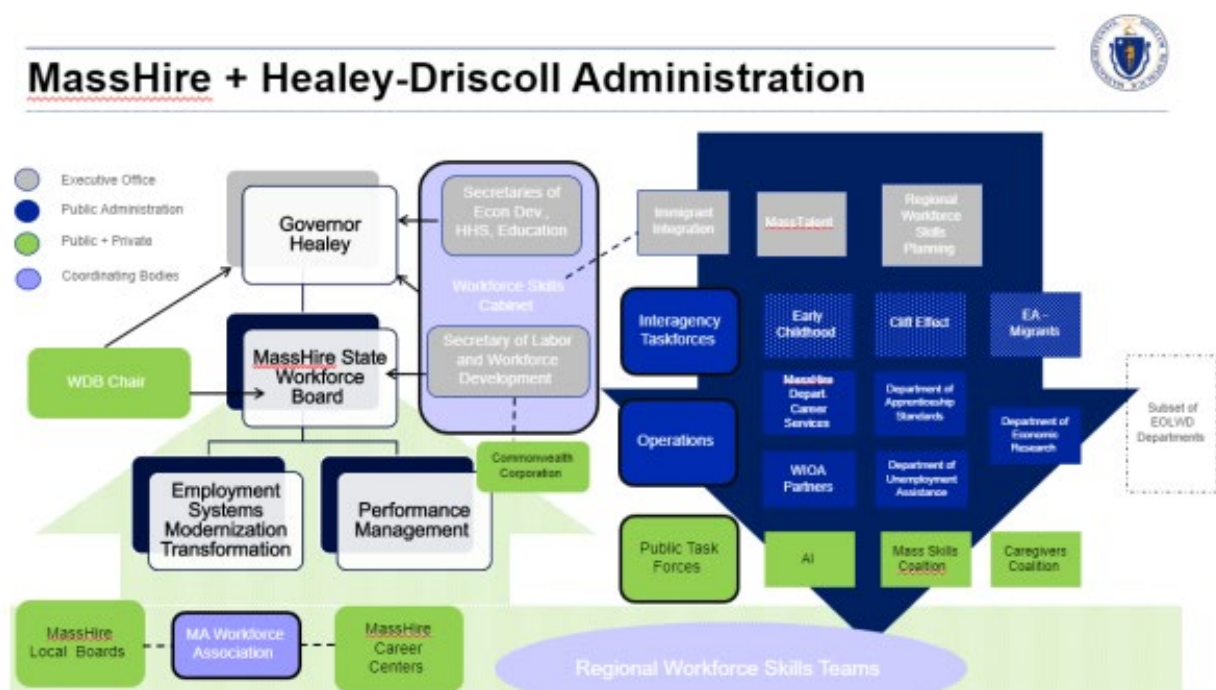 MassHire + Healey-Driscoll Administration
Executive Office
Public Administration
Public + Private
Coordinating Bodies
Governor
Healey
MassHire State
Workforce
Board
WDB Chair
Employment
Systems
Modernization
Transformation
Performance
Management
Secretaries of
Econ Dev.,
HHS, Education
Workforce Skills
Cabinet
Secretary of Labor
and Workforce
Development
Commonwealth
Corporation
Immigrant
Integration
MassTalent
Regional
Workforce
Skills
Planning
Interagency
Taskforces
Early
Childhood
Cliff Effect
EA -
Migrants
Operations
MassHire
Depart.
Career
Services
Department of
Apprenticeship
Standards
Department of
Economic
Research
WIOA
Partners
Department of
Unemployment
Assistance
Subset of
EOLWD
Departments
Public Task
Forces
AI
Mass Skills
Coalition
Caregivers
Coalition
MassHire
Local Boards
MA Workforce
Association
MassHire
Career
Centers
Regional Workforce Skills Teams